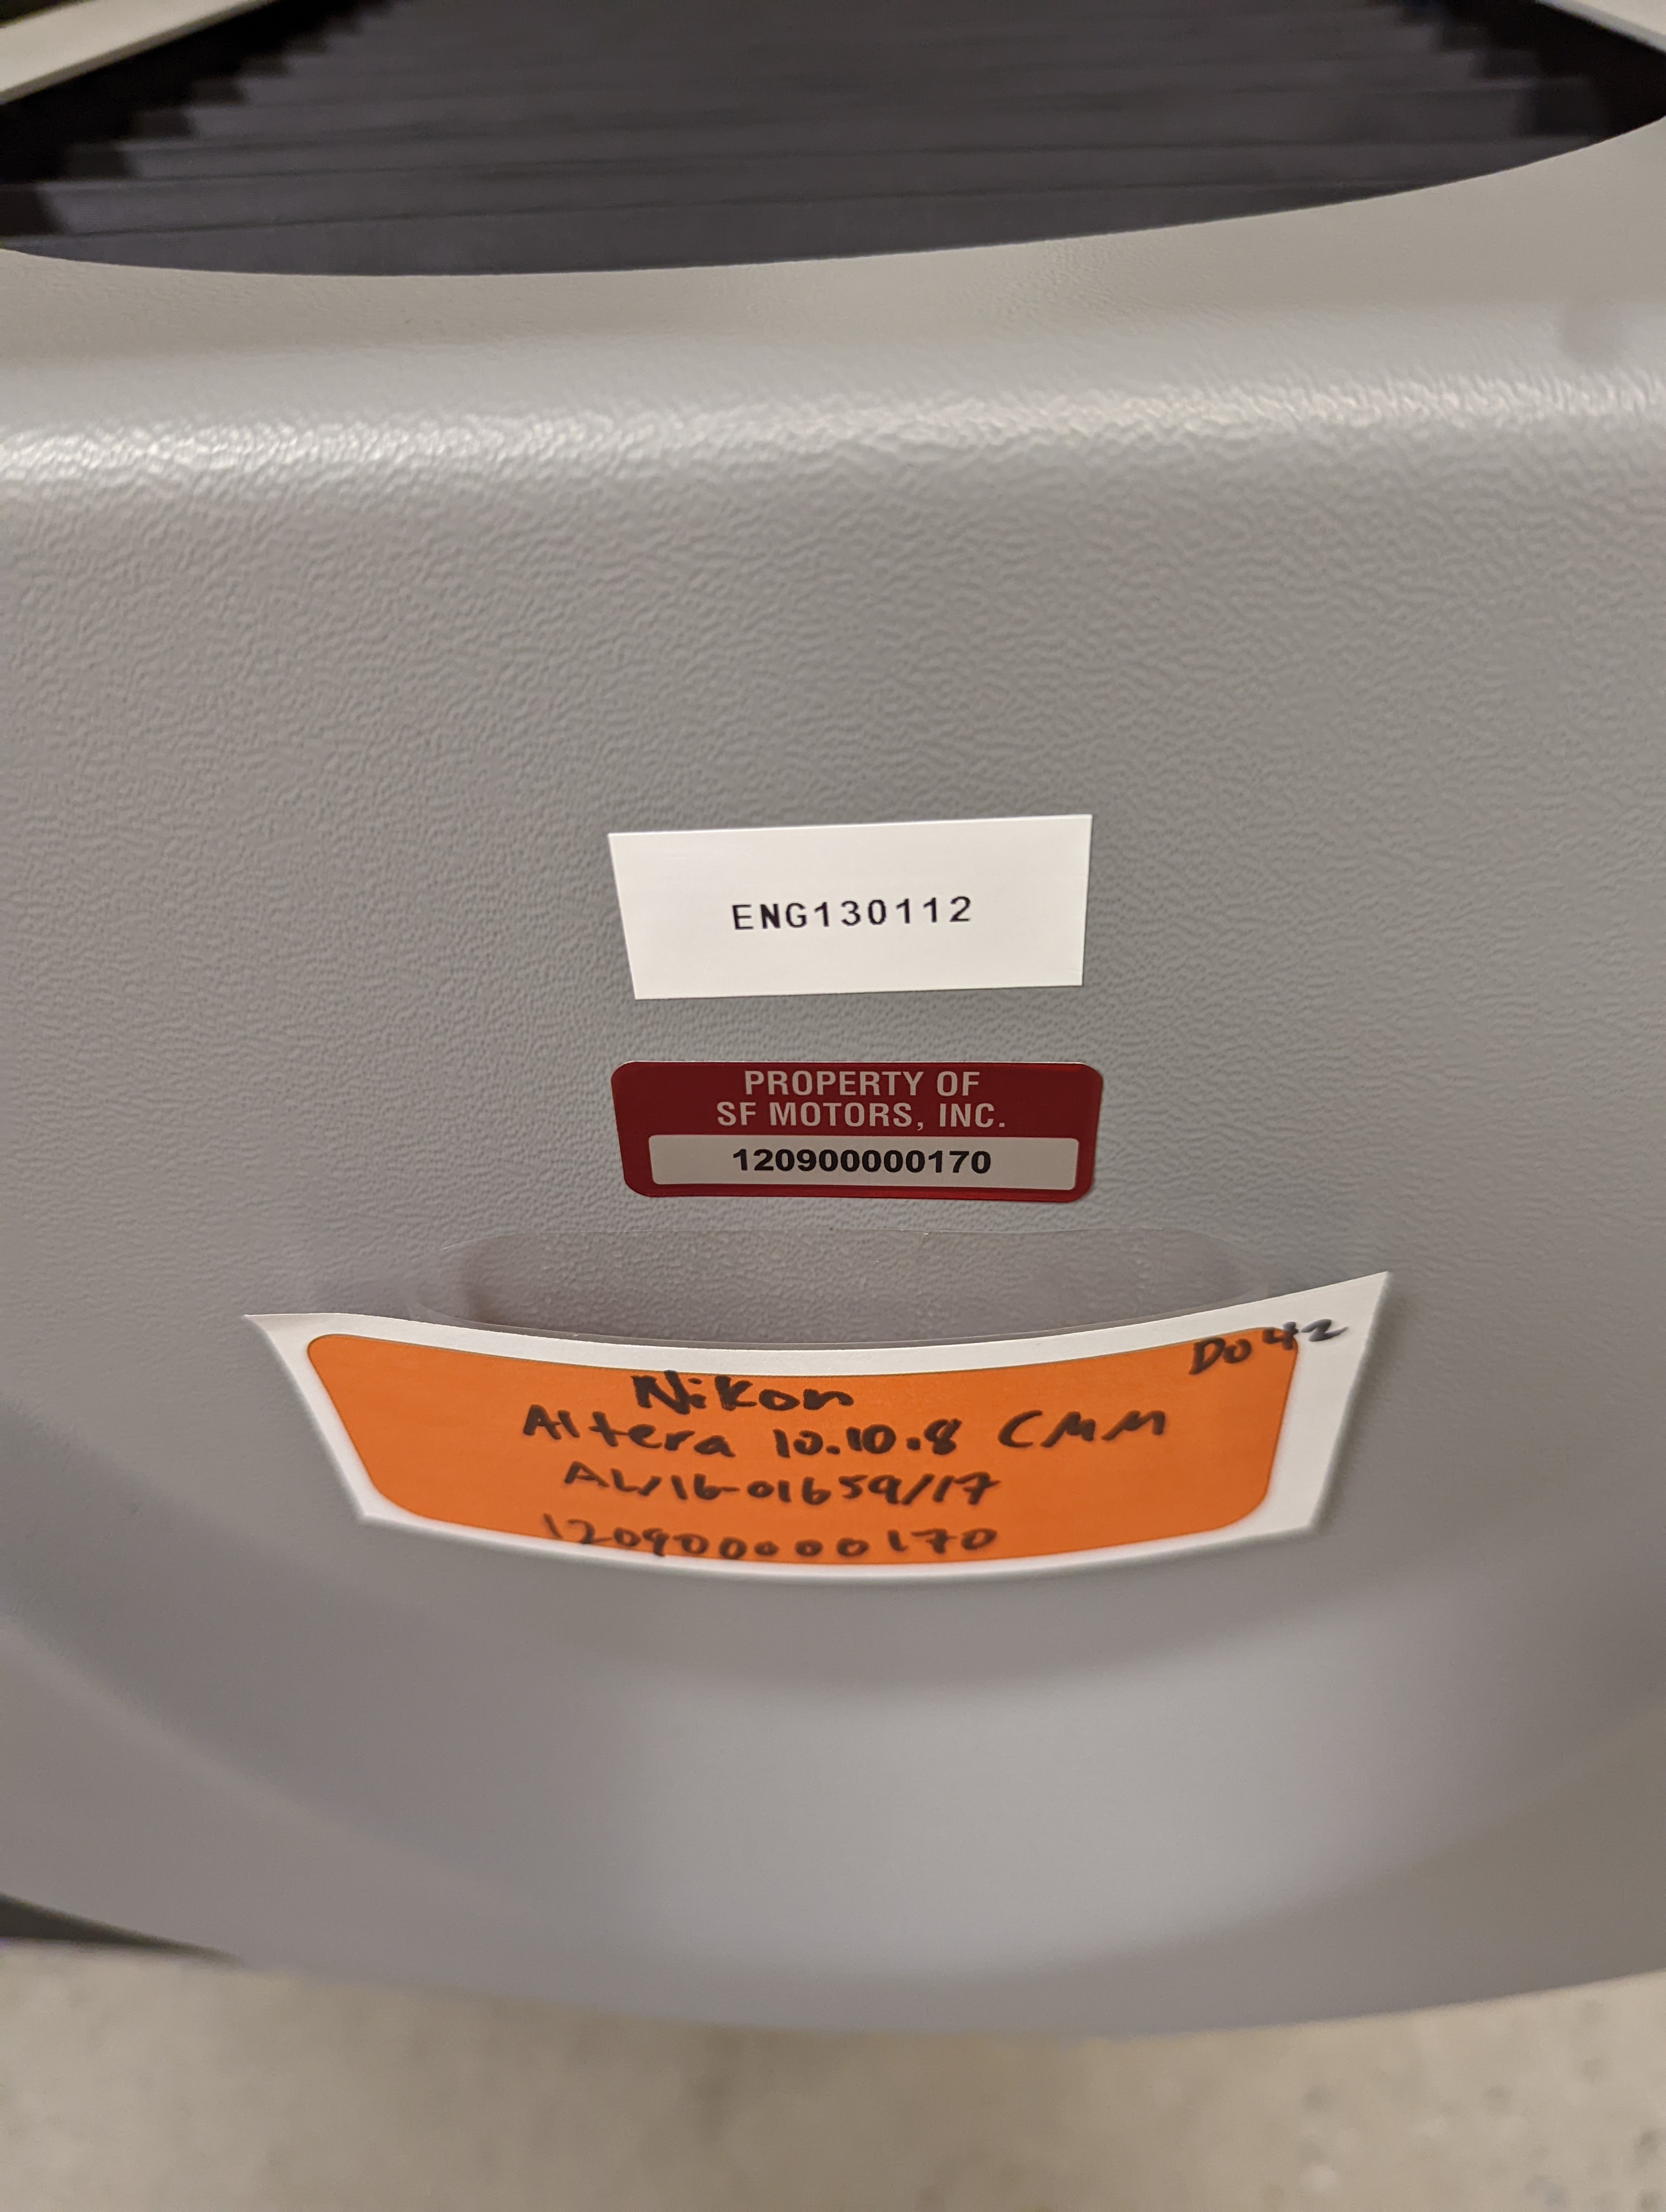 ENG130112
PROPERTY OF
SF MOTORS, INC.
120900000170
D042
Nikon
Altera 10.10.8 CMM
AL/16-01659/17
120900000170